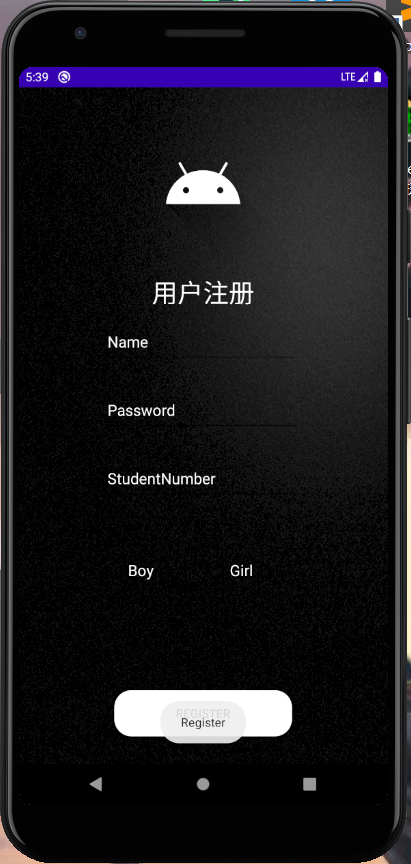 5:39 LTE
用户注册
Name
Password
StudentNumber
Boy Girl
REGISTER
Register